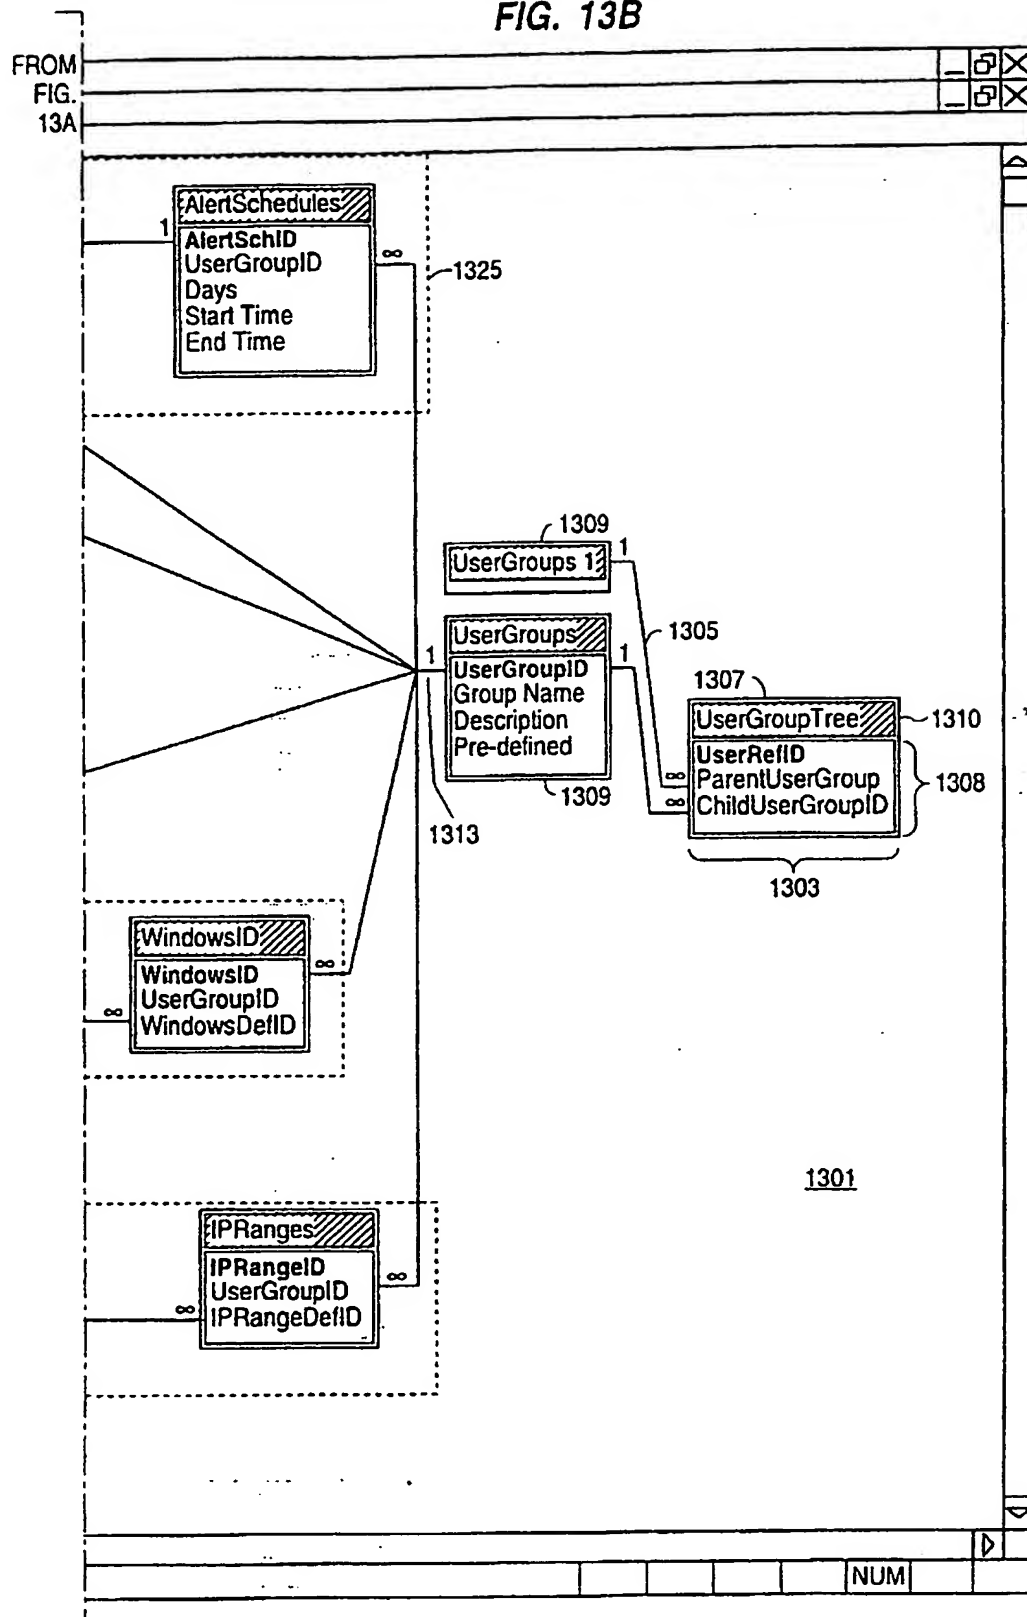 FIG. 13B
FROM
FIG.
13A
AlertSchedules
1
AlertSchID
UserGroupID
Days
Start Time
End Time
∞
1325
1309
UserGroups 1
1
1305
UserGroups
1
UserGroupID
Group Name
Description
Pre-defined
1
1309
1313
1307
UserGroupTree
1310
UserRefID
ParentUserGroup
ChildUserGroupID
∞
∞
1308
1303
WindowsID
WindowsID
UserGroupID
WindowsDefID
∞
∞
1301
IPRanges
IPRangeID
UserGroupID
IPRangeDefID
∞
∞
NUM